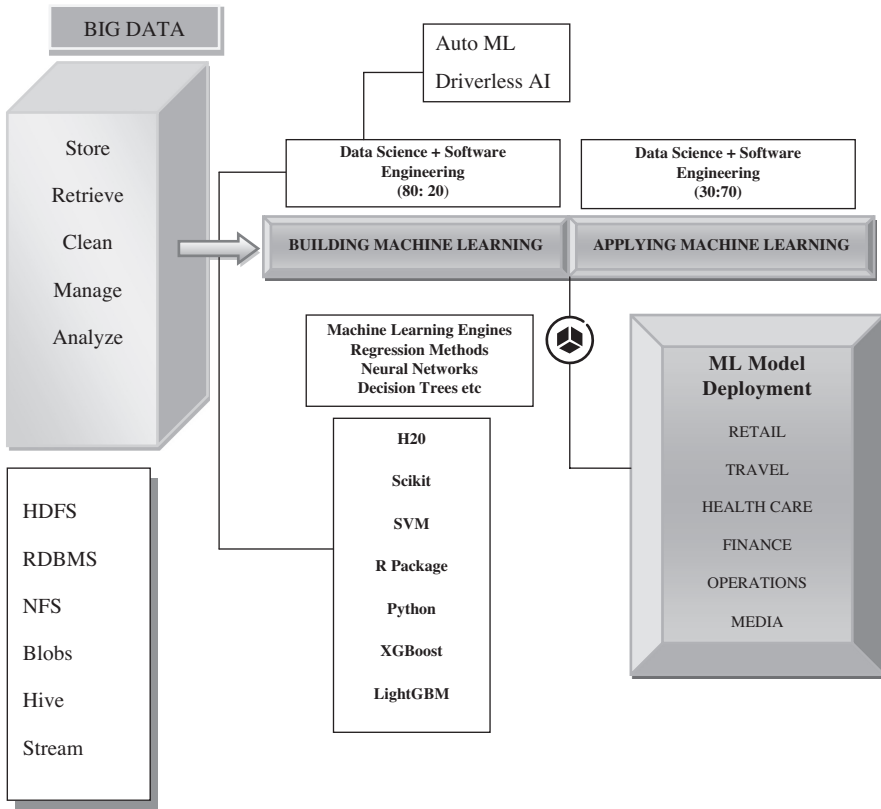 BIG DATA
Store
Retrieve
Clean
Manage
Analyze
HDFS
RDBMS
NFS
Blobs
Hive
Stream
Auto ML
Driverless AI
Data Science + Software
Engineering
(80: 20)
Data Science + Software
Engineering
(30:70)
BUILDING MACHINE LEARNING
APPLYING MACHINE LEARNING
Machine Learning Engines
Regression Methods
Neural Networks
Decision Trees etc
H20
Scikit
SVM
R Package
Python
XGBoost
LightGBM
ML Model
Deployment
RETAIL
TRAVEL
HEALTH CARE
FINANCE
OPERATIONS
MEDIA